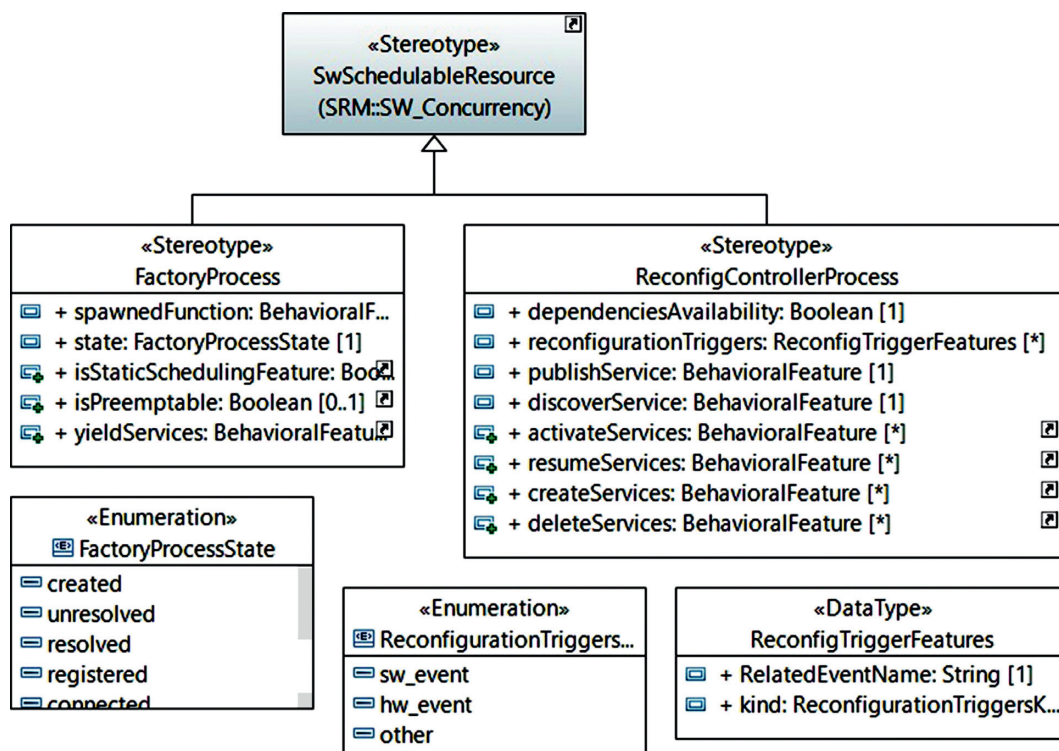 «Stereotype»
SwSchedulableResource
(SRM::SW_Concurrency)
«Stereotype»
FactoryProcess
+ spawnedFunction: BehavioralF...
+ state: FactoryProcessState [1]
+ isStaticSchedulingFeature: Boo...
+ isPreemptable: Boolean [0..1]
+ yieldServices: BehavioralFeatu...
«Stereotype»
ReconfigControllerProcess
+ dependenciesAvailability: Boolean [1]
+ reconfigurationTriggers: ReconfigTriggerFeatures [*]
+ publishService: BehavioralFeature [1]
+ discoverService: BehavioralFeature [1]
+ activateServices: BehavioralFeature [*]
+ resumeServices: BehavioralFeature [*]
+ createServices: BehavioralFeature [*]
+ deleteServices: BehavioralFeature [*]
«Enumeration»
FactoryProcessState
created
unresolved
resolved
registered
connected
«Enumeration»
ReconfigurationTriggers...
sw_event
hw_event
other
«DataType»
ReconfigTriggerFeatures
+ RelatedEventName: String [1]
+ kind: ReconfigurationTriggersK...